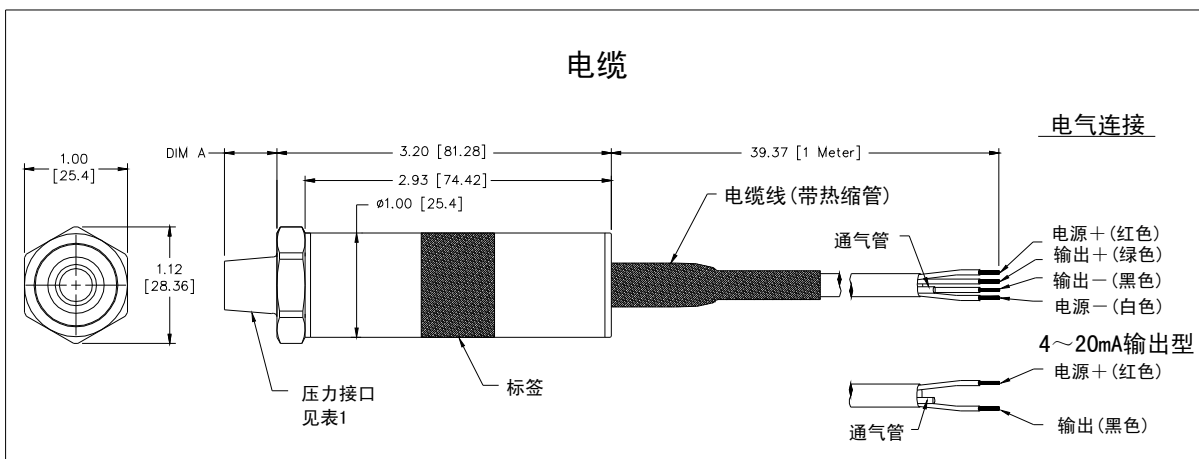 电缆
电气连接
1.00
[25.4]
DIM A
3.20 [81.28]
39.37 [1 Meter]
2.93 [74.42]
ø1.00 [25.4]
电缆线(带热缩管)
通气管
电源＋(红色)
输出＋(绿色)
输出－(黑色)
电源－(白色)
1.12
[28.36]
4～20mA输出型
电源＋(红色)
输出(黑色)
通气管
标签
压力接口
见表1